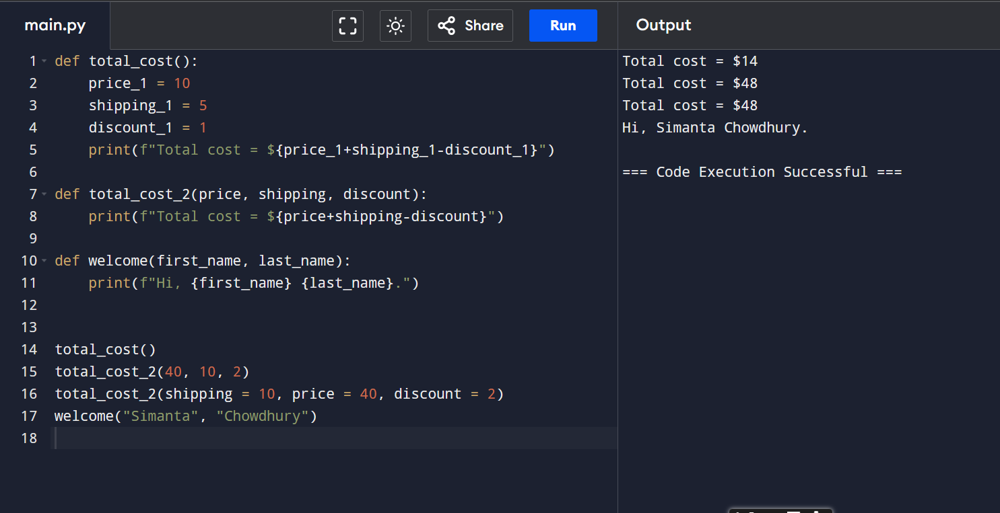 main.py
Share
Run
Output
1 def total_cost():
2     price_1 = 10
3     shipping_1 = 5
4     discount_1 = 1
5     print(f"Total cost = ${price_1+shipping_1-discount_1}")
6
7 def total_cost_2(price, shipping, discount):
8     print(f"Total cost = ${price+shipping-discount}")
9
10 def welcome(first_name, last_name):
11     print(f"Hi, {first_name} {last_name}.")
12
13
14 total_cost()
15 total_cost_2(40, 10, 2)
16 total_cost_2(shipping = 10, price = 40, discount = 2)
17 welcome("Simanta", "Chowdhury")
18
Total cost = $14
Total cost = $48
Total cost = $48
Hi, Simanta Chowdhury.
=== Code Execution Successful ===